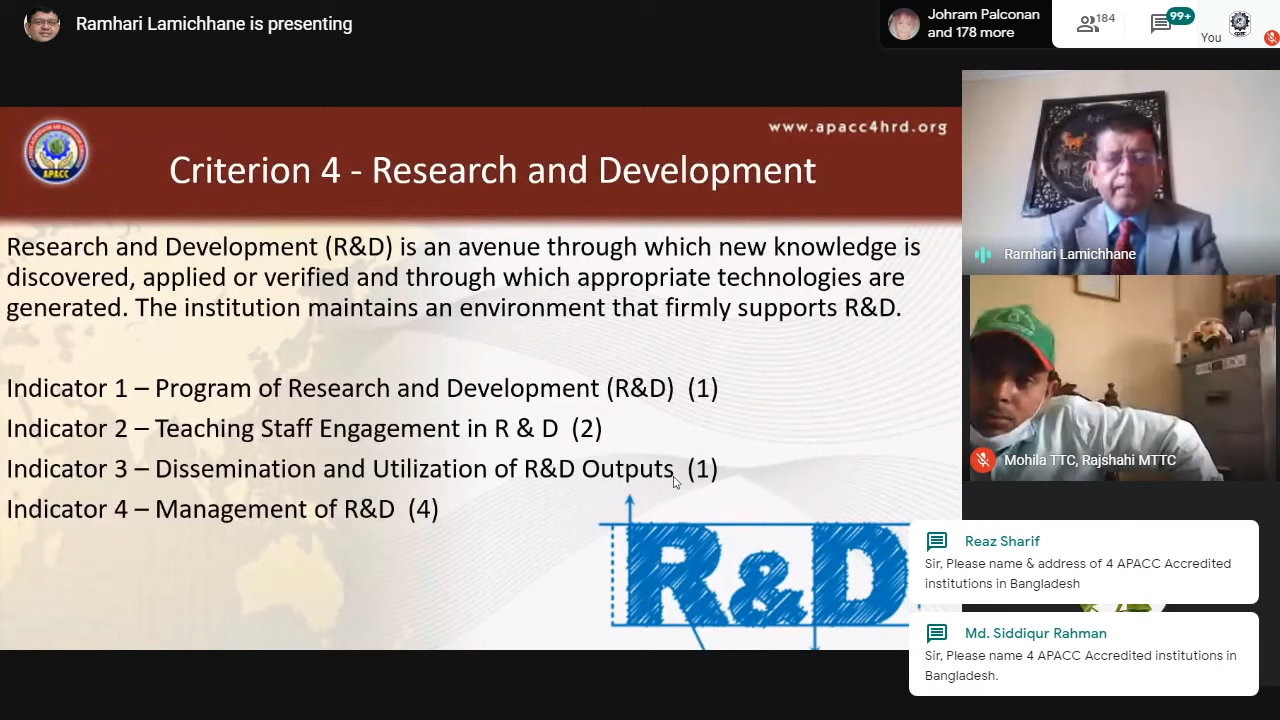 Ramhari Lamichhane is presenting
Johram Palconan
and 178 more
184
99+
You
www.apacc4hrd.org
APACC
Criterion 4 - Research and Development
Research and Development (R&D) is an avenue through which new knowledge is
discovered, applied or verified and through which appropriate technologies are
generated. The institution maintains an environment that firmly supports R&D.
Indicator 1 – Program of Research and Development (R&D) (1)
Indicator 2 – Teaching Staff Engagement in R & D (2)
Indicator 3 – Dissemination and Utilization of R&D Outputs (1)
Indicator 4 – Management of R&D (4)
R&D
Ramhari Lamichhane
Mohila TTC, Rajshahi MTTC
Reaz Sharif
Sir, Please name & address of 4 APACC Accredited
institutions in Bangladesh
Md. Siddiqur Rahman
Sir, Please name 4 APACC Accredited institutions in
Bangladesh.